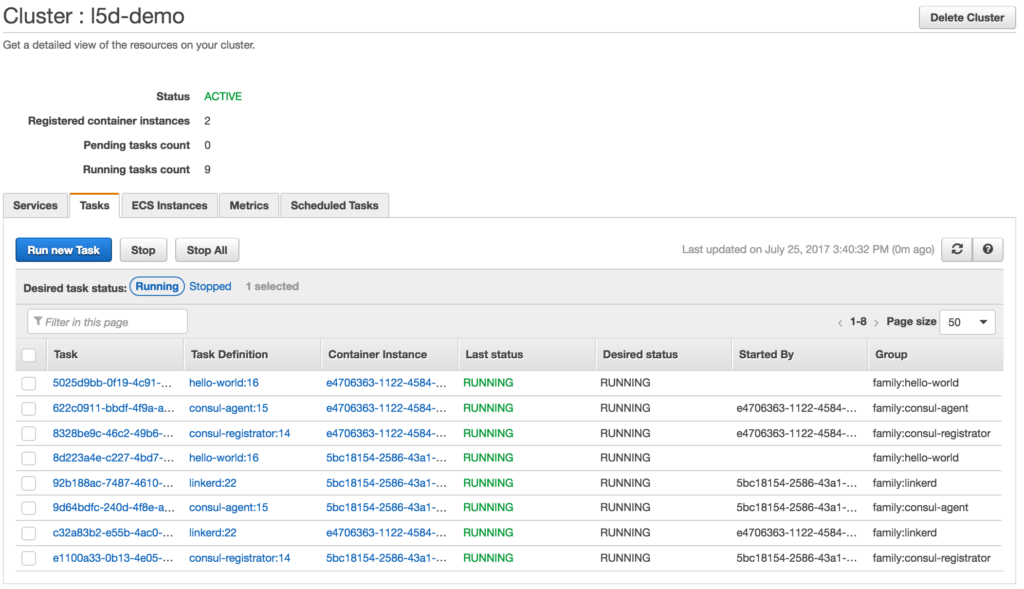 Cluster : l5d-demo
Delete Cluster
Get a detailed view of the resources on your cluster.
Status ACTIVE
Registered container instances 2
Pending tasks count 0
Running tasks count 9
Services Tasks ECS Instances Metrics Scheduled Tasks
Run new Task Stop Stop All Last updated on July 25, 2017 3:40:32 PM (0m ago)
Desired task status: Running Stopped 1 selected
Filter in this page < 1-8 > Page size 50
Task Task Definition Container Instance Last status Desired status Started By Group
5025d9bb-0f19-4c91-... hello-world:16 e4706363-1122-4584-... RUNNING RUNNING family:hello-world
622c0911-bbdf-4f9a-a... consul-agent:15 e4706363-1122-4584-... RUNNING RUNNING e4706363-1122-4584-... family:consul-agent
8328be9c-46c2-49b6-... consul-registrator:14 e4706363-1122-4584-... RUNNING RUNNING e4706363-1122-4584-... family:consul-registrator
8d223a4e-c227-4bd7-... hello-world:16 5bc18154-2586-43a1-... RUNNING RUNNING family:hello-world
92b188ac-7487-4610-... linkerd:22 5bc18154-2586-43a1-... RUNNING RUNNING 5bc18154-2586-43a1-... family:linkerd
9d64bdfc-240d-4f8e-a... consul-agent:15 5bc18154-2586-43a1-... RUNNING RUNNING 5bc18154-2586-43a1-... family:consul-agent
c32a83b2-e55b-4ac0-... linkerd:22 e4706363-1122-4584-... RUNNING RUNNING e4706363-1122-4584-... family:linkerd
e1100a33-0b13-4e05-... consul-registrator:14 5bc18154-2586-43a1-... RUNNING RUNNING 5bc18154-2586-43a1-... family:consul-registrator